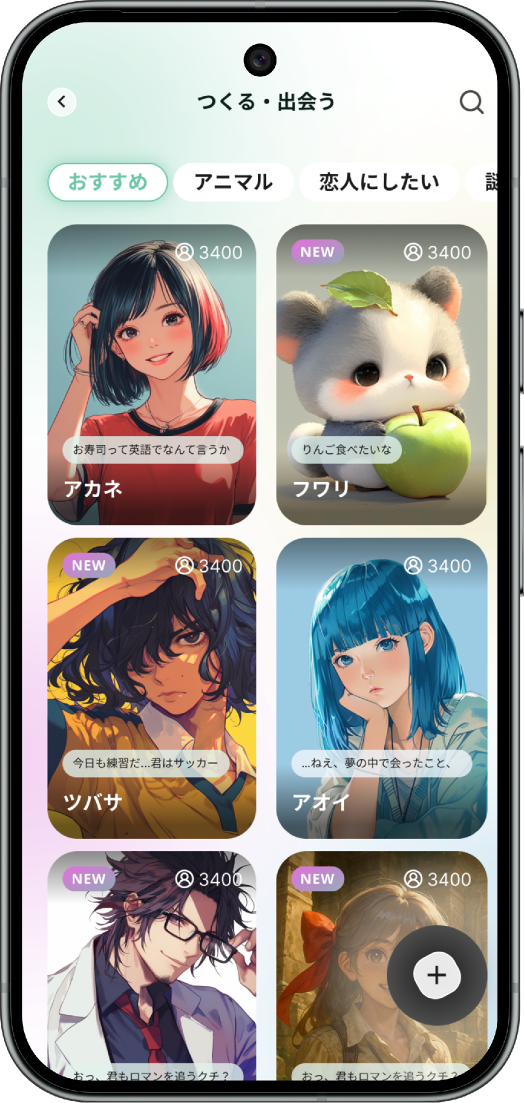 つくる・出会う
おすすめ
アニマル
恋人にしたい
謎
3400
お寿司って英語でなんて言うか
アカネ
NEW
3400
りんご食べたいな
フワリ
NEW
3400
今日も練習だ...君はサッカー
ツバサ
3400
...ねえ、夢の中で会ったこと、
アオイ
NEW
3400
おっ、君もロマンを追うクチ？
NEW
3400
おっ、君もロマンを追うクチ？